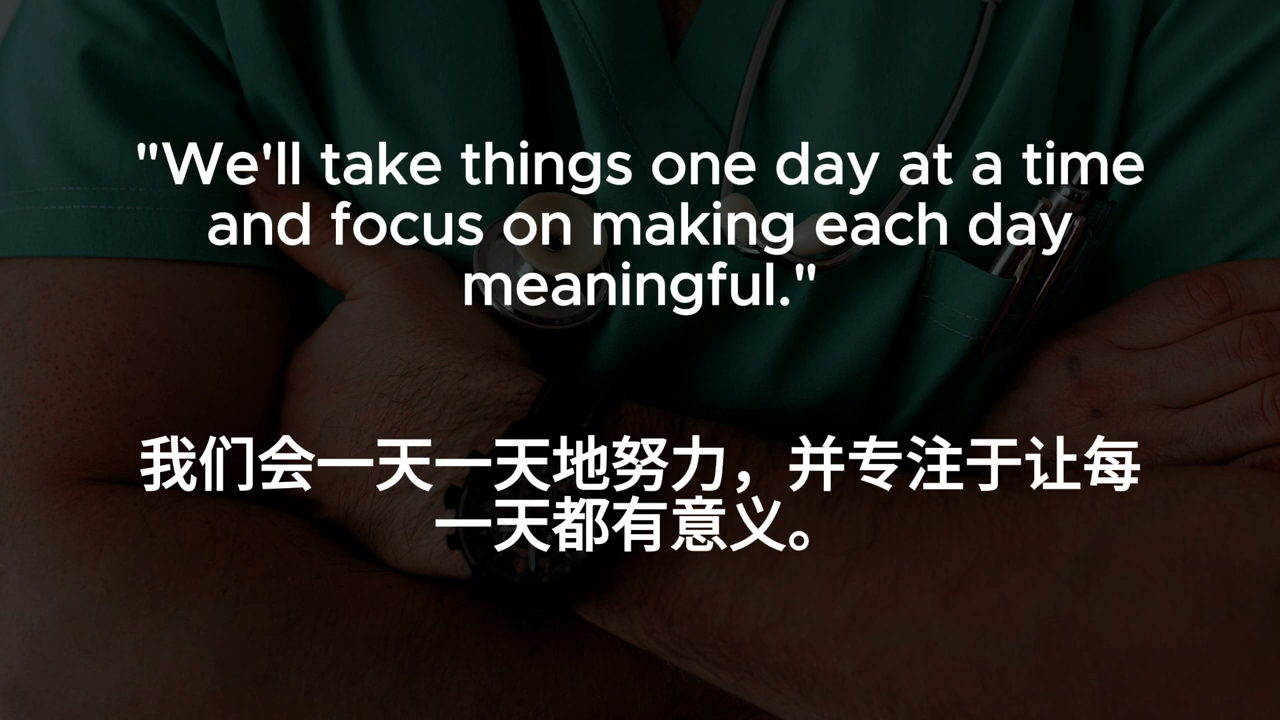 "We'll take things one day at a time
and focus on making each day
meaningful."
我们会一天一天地努力，并专注于让每
一天都有意义。